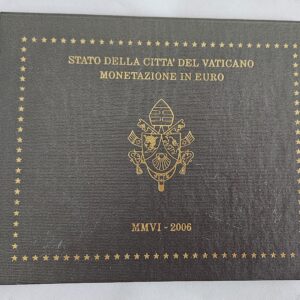 STATO DELLA CITTA' DEL VATICANO
MONETAZIONE IN EURO
MMVI - 2006